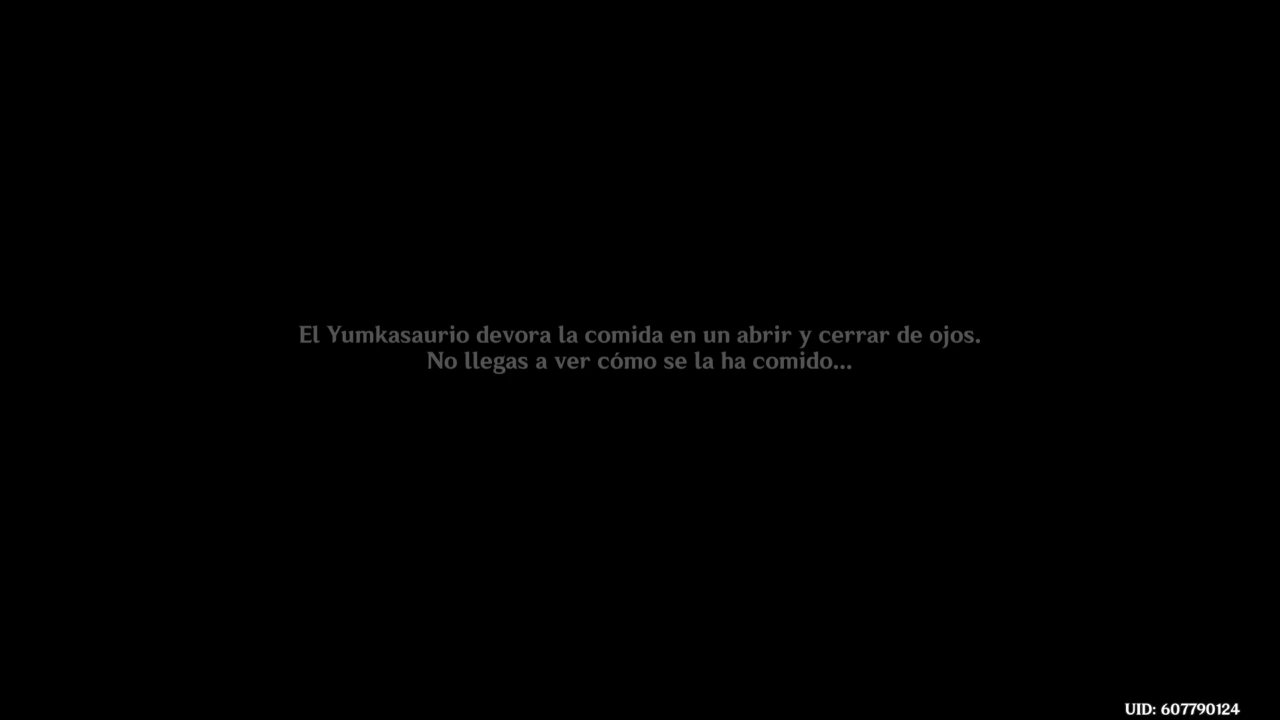 El Yumkasaurio devora la comida en un abrir y cerrar de ojos.
No llegas a ver cómo se la ha comido...
UID: 607790124